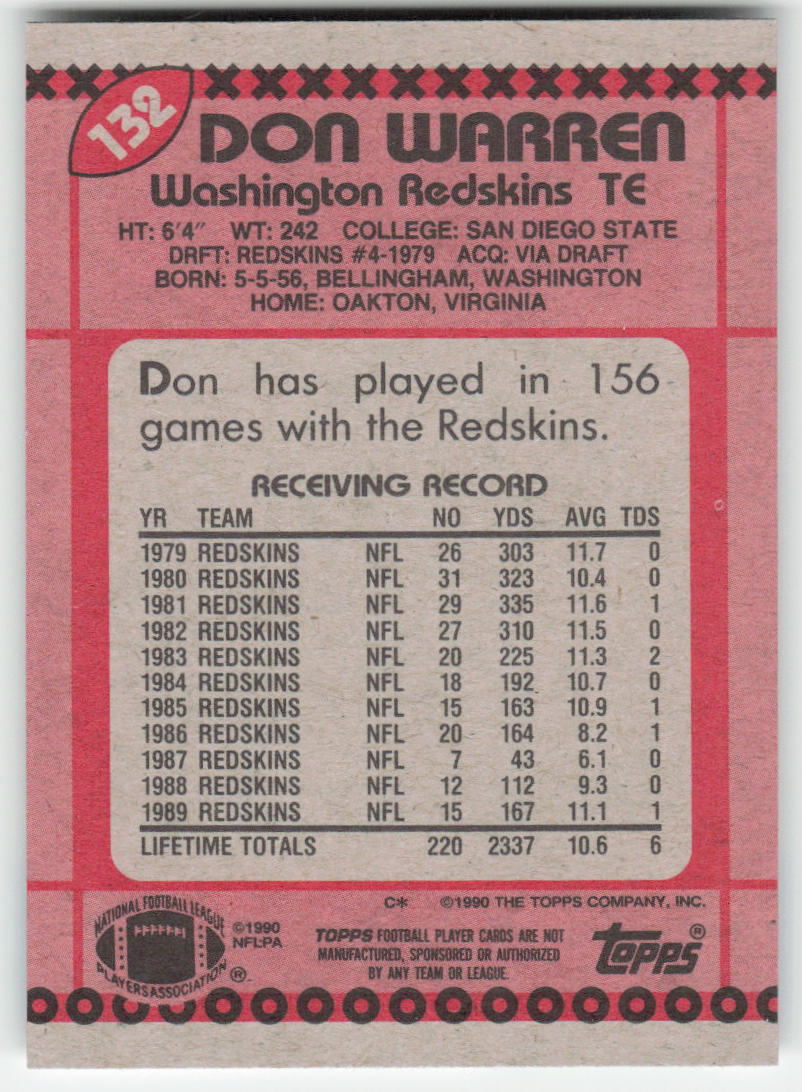 132
DON WARREN
Washington Redskins TE
HT: 6'4" WT: 242 COLLEGE: SAN DIEGO STATE
DRFT: REDSKINS #4-1979 ACQ: VIA DRAFT
BORN: 5-5-56, BELLINGHAM, WASHINGTON
HOME: OAKTON, VIRGINIA
Don has played in 156
games with the Redskins.
RECEIVING RECORD
YR TEAM NO YDS AVG TDS
1979 REDSKINS NFL 26 303 11.7 0
1980 REDSKINS NFL 31 323 10.4 0
1981 REDSKINS NFL 29 335 11.6 1
1982 REDSKINS NFL 27 310 11.5 0
1983 REDSKINS NFL 20 225 11.3 2
1984 REDSKINS NFL 18 192 10.7 0
1985 REDSKINS NFL 15 163 10.9 1
1986 REDSKINS NFL 20 164 8.2 1
1987 REDSKINS NFL 7 43 6.1 0
1988 REDSKINS NFL 12 112 9.3 0
1989 REDSKINS NFL 15 167 11.1 1
LIFETIME TOTALS 220 2337 10.6 6
C* ©1990 THE TOPPS COMPANY, INC.
NATIONAL FOOTBALL LEAGUE
PLAYERS ASSOCIATION ®
©1990
NFLPA
TOPPS FOOTBALL PLAYER CARDS ARE NOT
MANUFACTURED, SPONSORED OR AUTHORIZED
BY ANY TEAM OR LEAGUE.
topps ®